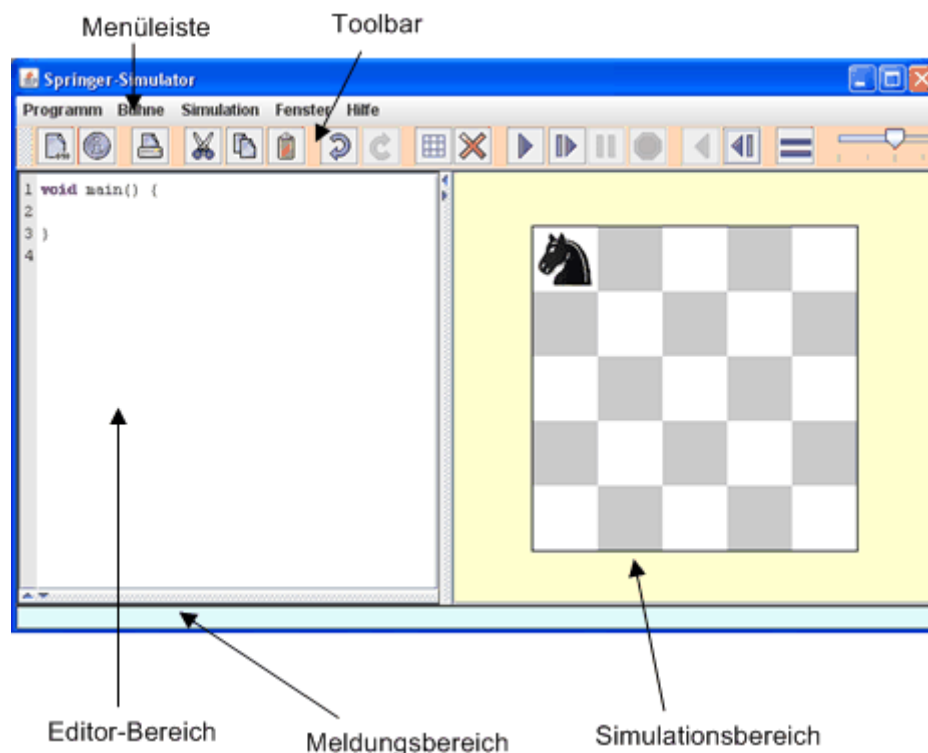 Menüleiste Toolbar
Springer-Simulator
Programm Bühne Simulation Fenster Hilfe
1 void main() {
2
3 }
4
Editor-Bereich Meldungsbereich Simulationsbereich